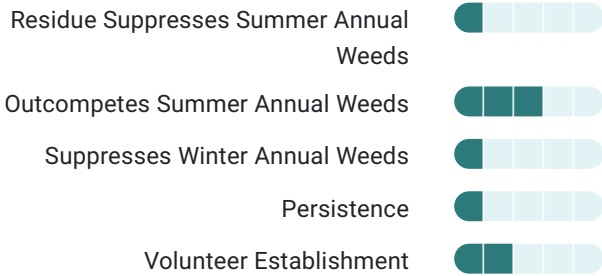 Residue Suppresses Summer Annual
Weeds
Outcompetes Summer Annual Weeds
Suppresses Winter Annual Weeds
Persistence
Volunteer Establishment